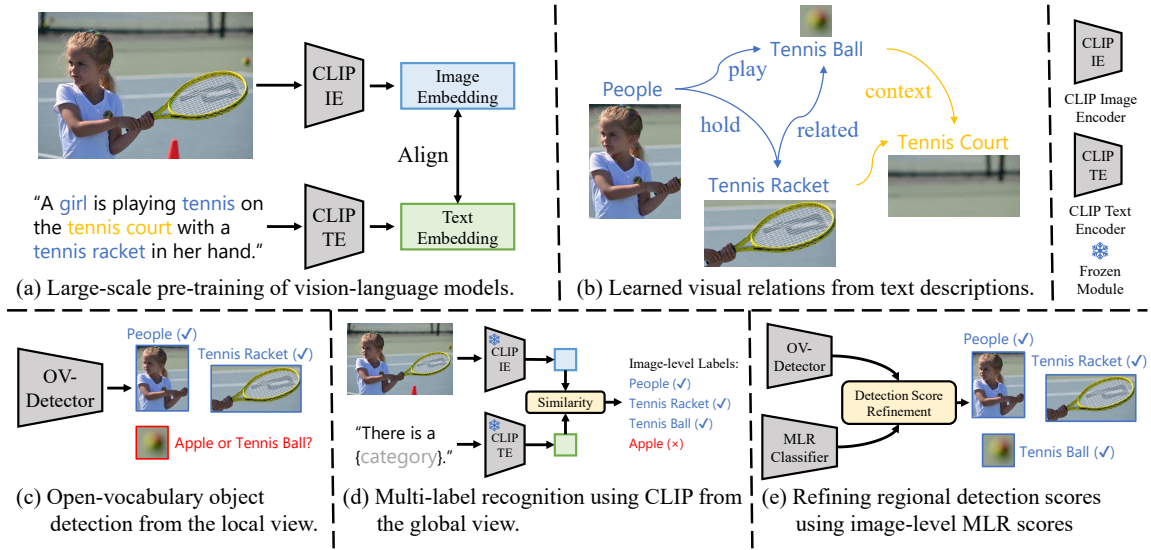 CLIP
IE
Image
Embedding
Align
"A girl is playing tennis on
the tennis court with a
tennis racket in her hand."
CLIP
TE
Text
Embedding
(a) Large-scale pre-training of vision-language models.
Tennis Ball
play
People
context
hold
related
Tennis Court
Tennis Racket
(b) Learned visual relations from text descriptions.
CLIP
IE
CLIP Image
Encoder
CLIP
TE
CLIP Text
Encoder
Frozen
Module
OV-
Detector
People (✓)
Tennis Racket (✓)
Apple or Tennis Ball?
(c) Open-vocabulary object
detection from the local view.
CLIP
IE
"There is a
{category}."
CLIP
TE
Similarity
Image-level Labels:
People (✓)
Tennis Racket (✓)
Tennis Ball (✓)
Apple (×)
(d) Multi-label recognition using CLIP from
the global view.
OV-
Detector
MLR
Classifier
Detection Score
Refinement
People (✓)
Tennis Racket (✓)
Tennis Ball (✓)
(e) Refining regional detection scores
using image-level MLR scores